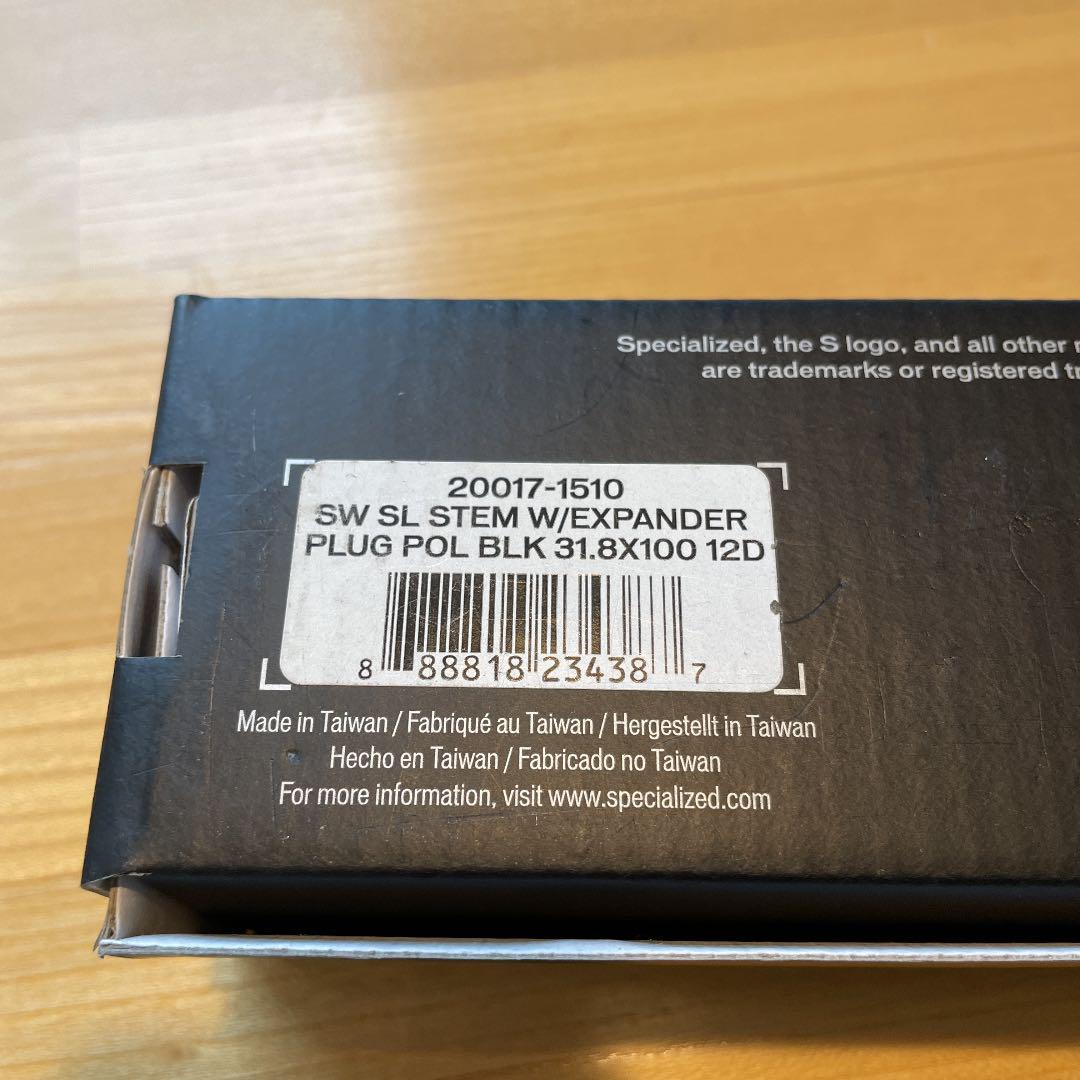 Specialized, the S logo, and all other
are trademarks or registered
20017-1510
SW SL STEM W/EXPANDER
PLUG POL BLK 31.8X100 12D
8 88818 23438 7
Made in Taiwan / Fabriqué au Taiwan / Hergestellt in Taiwan
Hecho en Taiwan / Fabricado no Taiwan
For more information, visit www.specialized.com